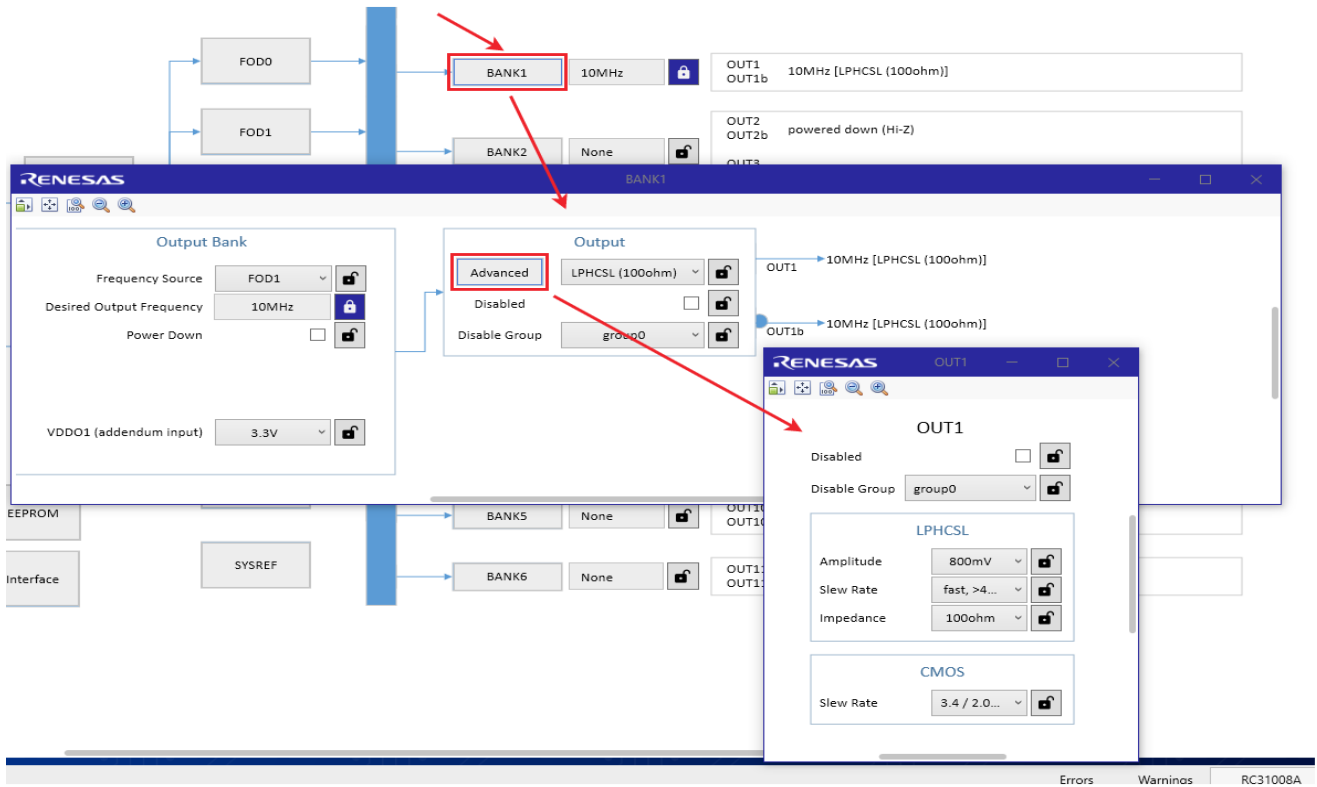 FOD0
BANK1 10MHz
OUT1
OUT1b
10MHz [LPHCSL (100ohm)]
FOD1
BANK2 None
OUT2
OUT2b
powered down (Hi-Z)
OUT3
RENESAS BANK1
Output Bank
Frequency Source FOD1
Desired Output Frequency 10MHz
Power Down
VDDO1 (addendum input) 3.3V
Output
Advanced LPHCSL (100ohm)
Disabled
Disable Group group0
OUT1 10MHz [LPHCSL (100ohm)]
OUT1b 10MHz [LPHCSL (100ohm)]
RENESAS OUT1
OUT1
Disabled
Disable Group group0
LPHCSL
Amplitude 800mV
Slew Rate fast, >4...
Impedance 100ohm
CMOS
Slew Rate 3.4 / 2.0...
EEPROM
BANK5 None
OUT10
Interface
SYSREF
BANK6 None
Errors Warnings RC31008A